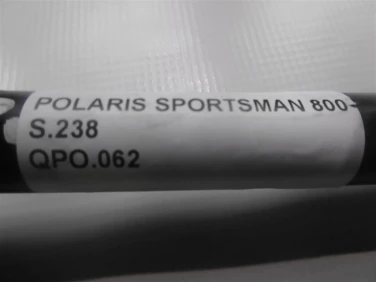 POLARIS SPORTSMAN 800-
S.238
QPO.062